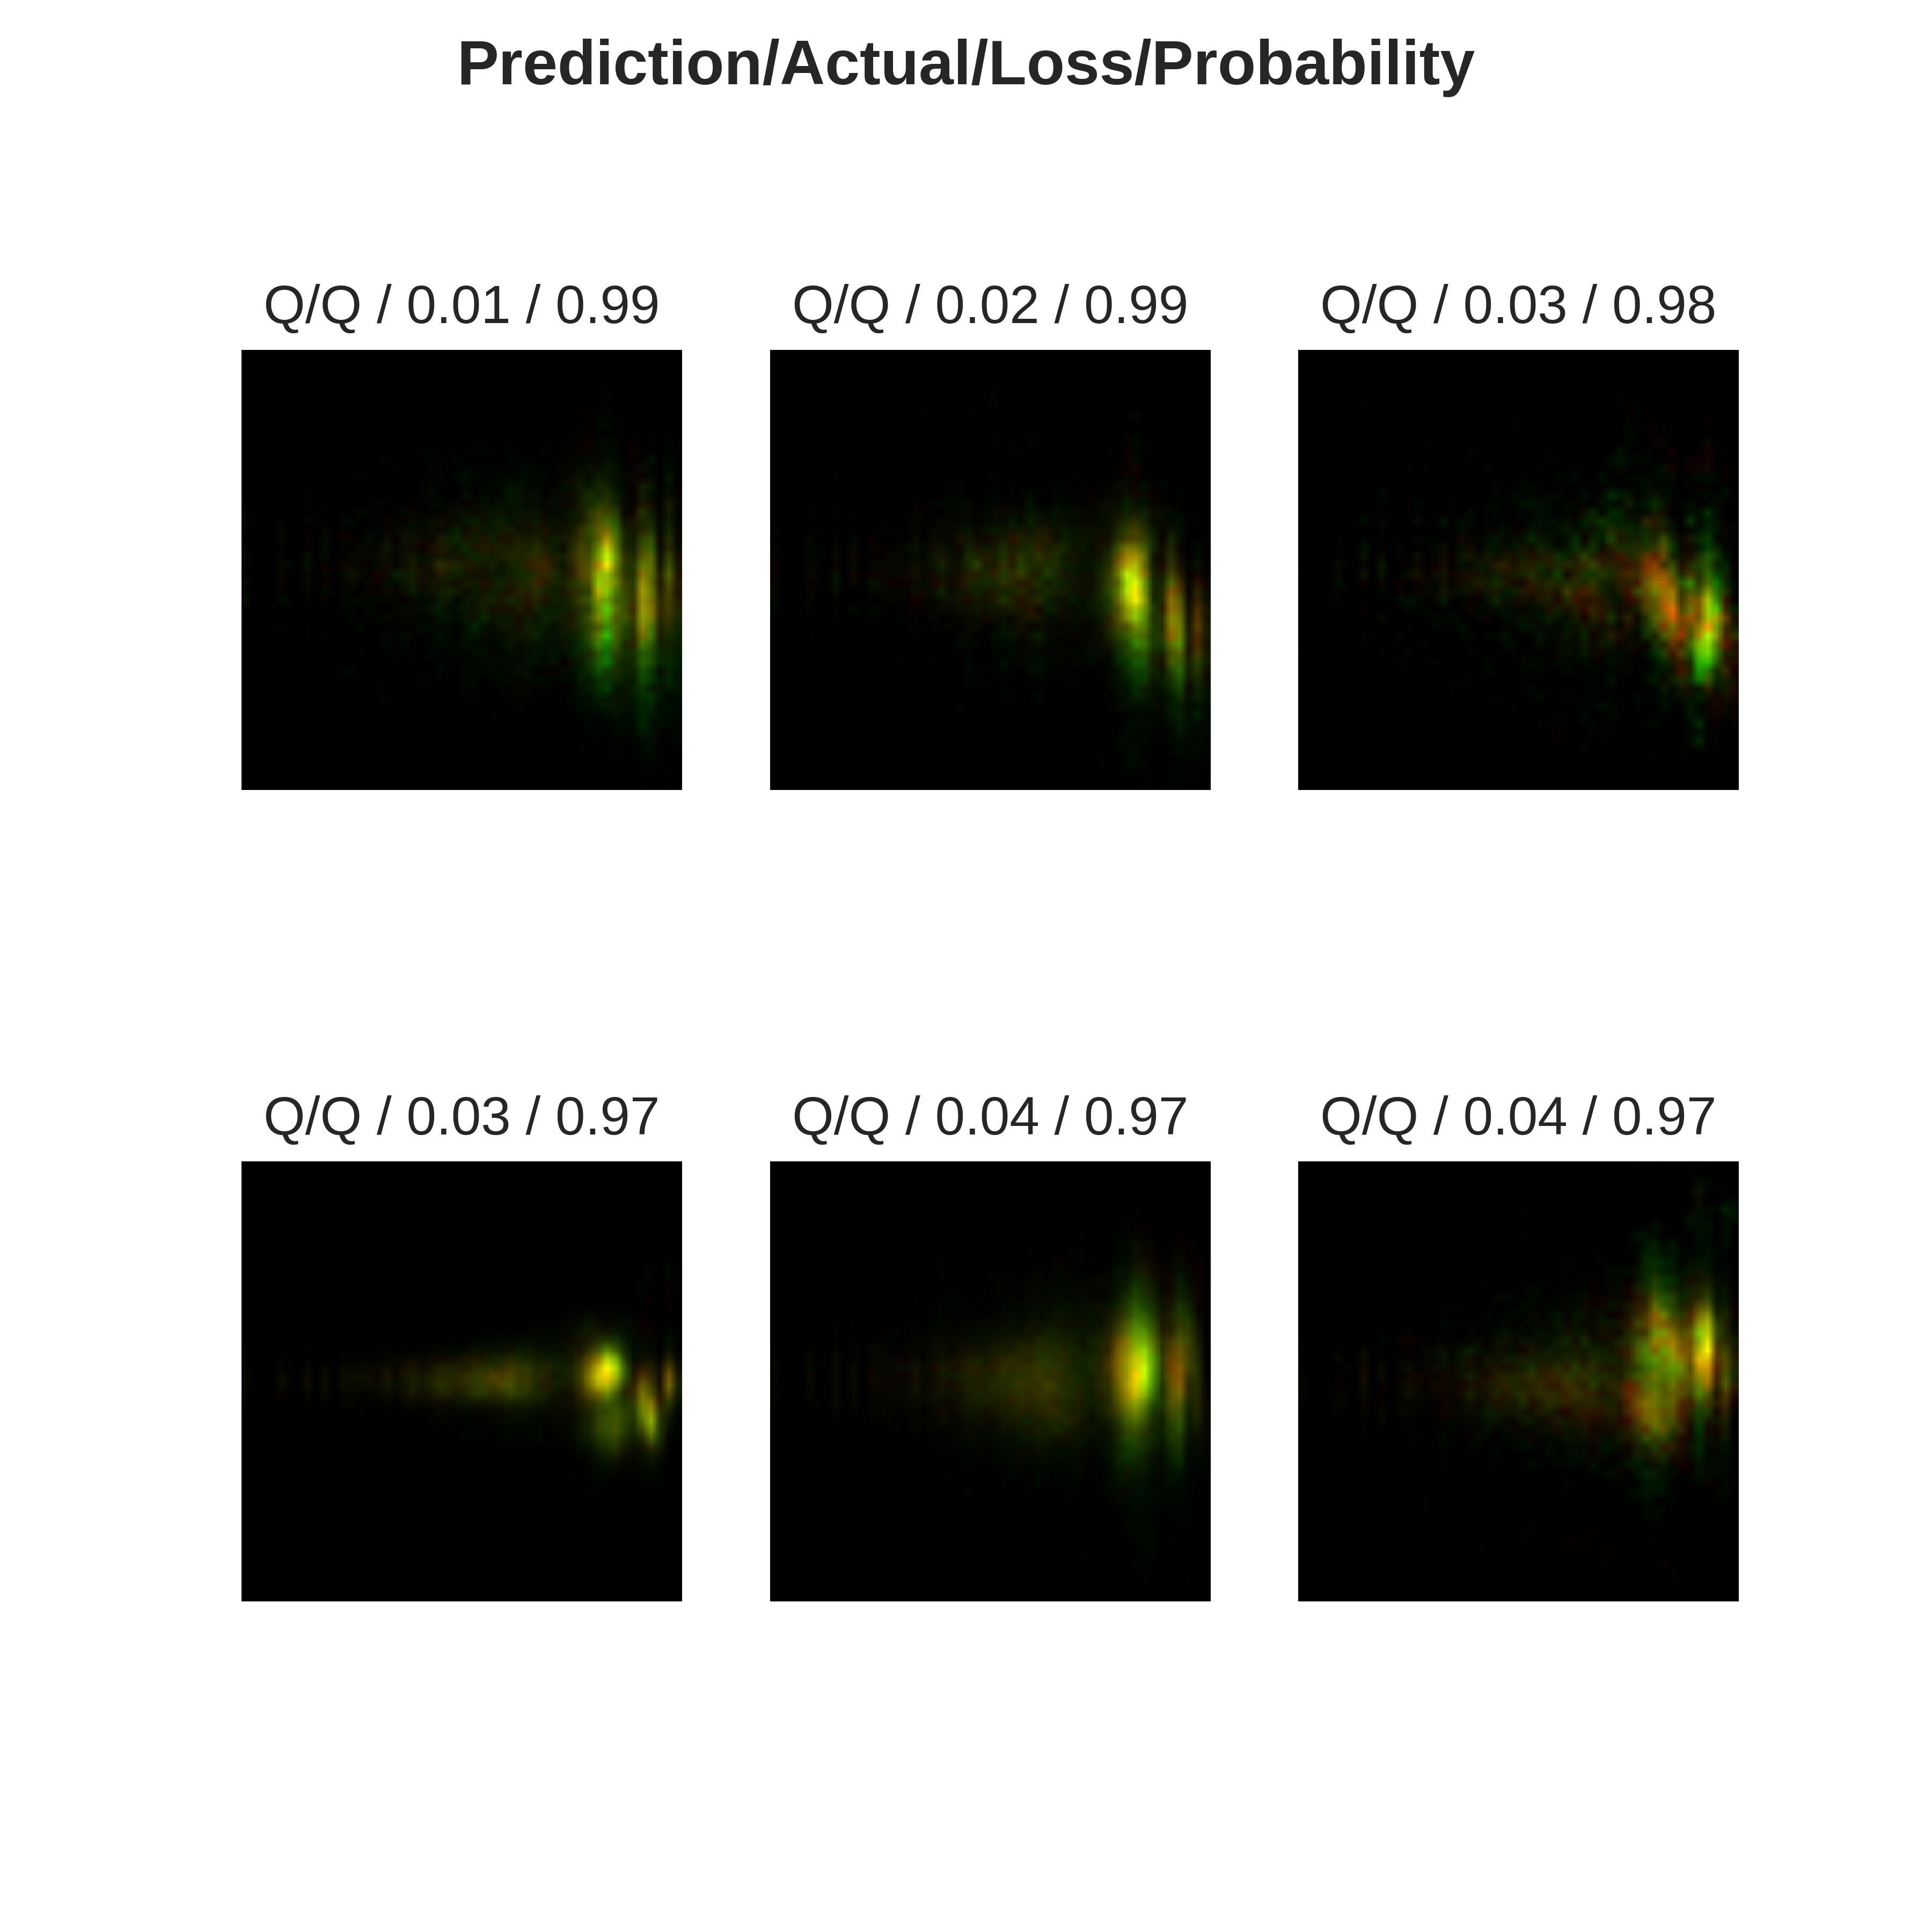 Prediction/Actual/Loss/Probability
Q/Q / 0.01 / 0.99
Q/Q / 0.02 / 0.99
Q/Q / 0.03 / 0.98
Q/Q / 0.03 / 0.97
Q/Q / 0.04 / 0.97
Q/Q / 0.04 / 0.97